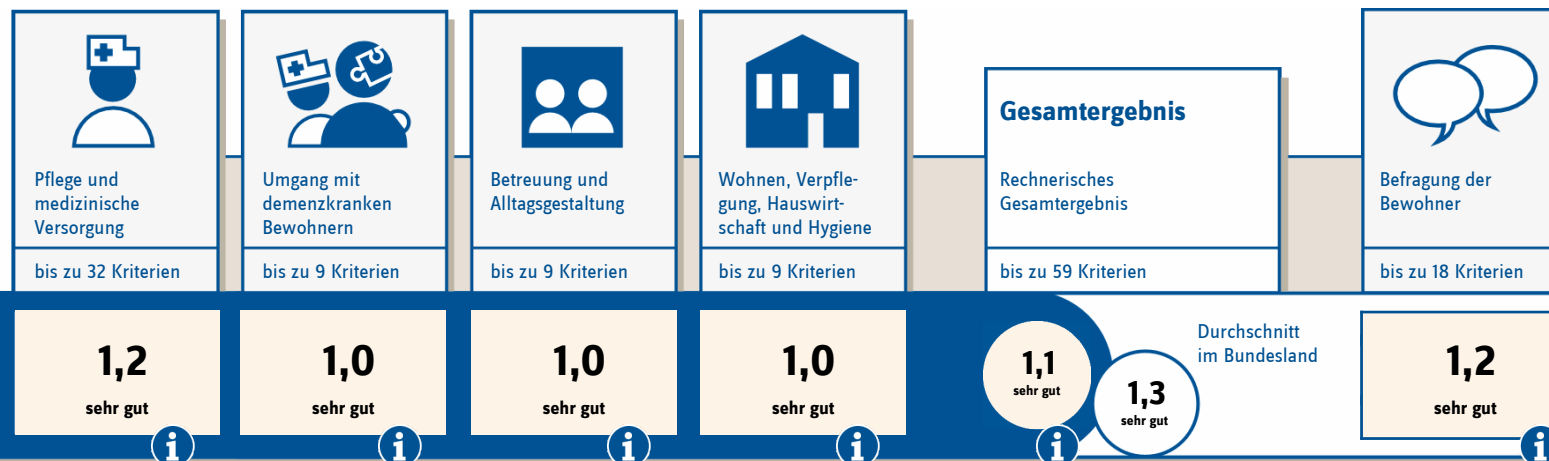 Pflege und
medizinische
Versorgung
bis zu 32 Kriterien
1,2
sehr gut
i
Umgang mit
demenzkranken
Bewohnern
bis zu 9 Kriterien
1,0
sehr gut
i
Betreuung und
Alltagsgestaltung
bis zu 9 Kriterien
1,0
sehr gut
i
Wohnen, Verpfle-
gung, Hauswirt-
schaft und Hygiene
bis zu 9 Kriterien
1,0
sehr gut
i
Gesamtergebnis
Rechnerisches
Gesamtergebnis
bis zu 59 Kriterien
1,1
sehr gut
i
1,3
sehr gut
Durchschnitt
im Bundesland
Befragung der
Bewohner
bis zu 18 Kriterien
1,2
sehr gut
i